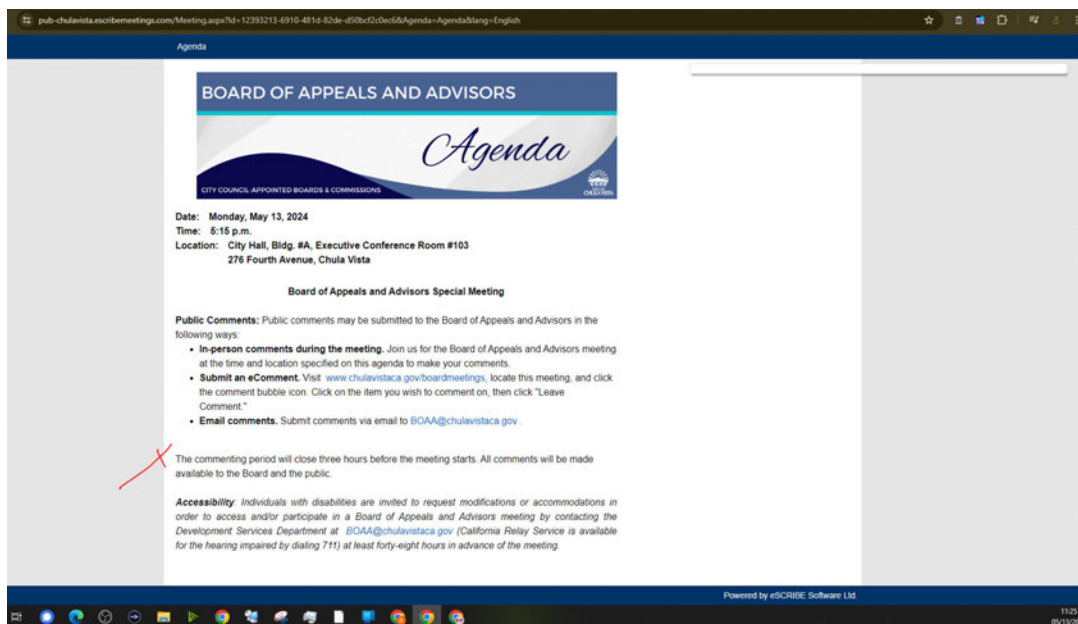 pub-chulavista.escribemeetings.com/Meeting.aspx?Id=12393213-6910-481d-82de-d50bcf2c0ec6&Agenda=Agenda&lang=English
Agenda
BOARD OF APPEALS AND ADVISORS
Agenda
CITY COUNCIL-APPOINTED BOARDS & COMMISSIONS
CITY OF
CHULA VISTA
Date: Monday, May 13, 2024
Time: 5:15 p.m.
Location: City Hall, Bldg. #A, Executive Conference Room #103
276 Fourth Avenue, Chula Vista
Board of Appeals and Advisors Special Meeting
Public Comments: Public comments may be submitted to the Board of Appeals and Advisors in the
following ways:
• In-person comments during the meeting. Join us for the Board of Appeals and Advisors meeting
at the time and location specified on this agenda to make your comments.
• Submit an eComment. Visit www.chulavistaca.gov/boardmeetings, locate this meeting, and click
the comment bubble icon. Click on the item you wish to comment on, then click "Leave
Comment."
• Email comments. Submit comments via email to BOAA@chulavistaca.gov .
The commenting period will close three hours before the meeting starts. All comments will be made
available to the Board and the public.
Accessibility: Individuals with disabilities are invited to request modifications or accommodations in
order to access and/or participate in a Board of Appeals and Advisors meeting by contacting the
Development Services Department at BOAA@chulavistaca.gov (California Relay Service is available
for the hearing impaired by dialing 711) at least forty-eight hours in advance of the meeting.
Powered by eSCRIBE Software Ltd.
11:25
05/13/20